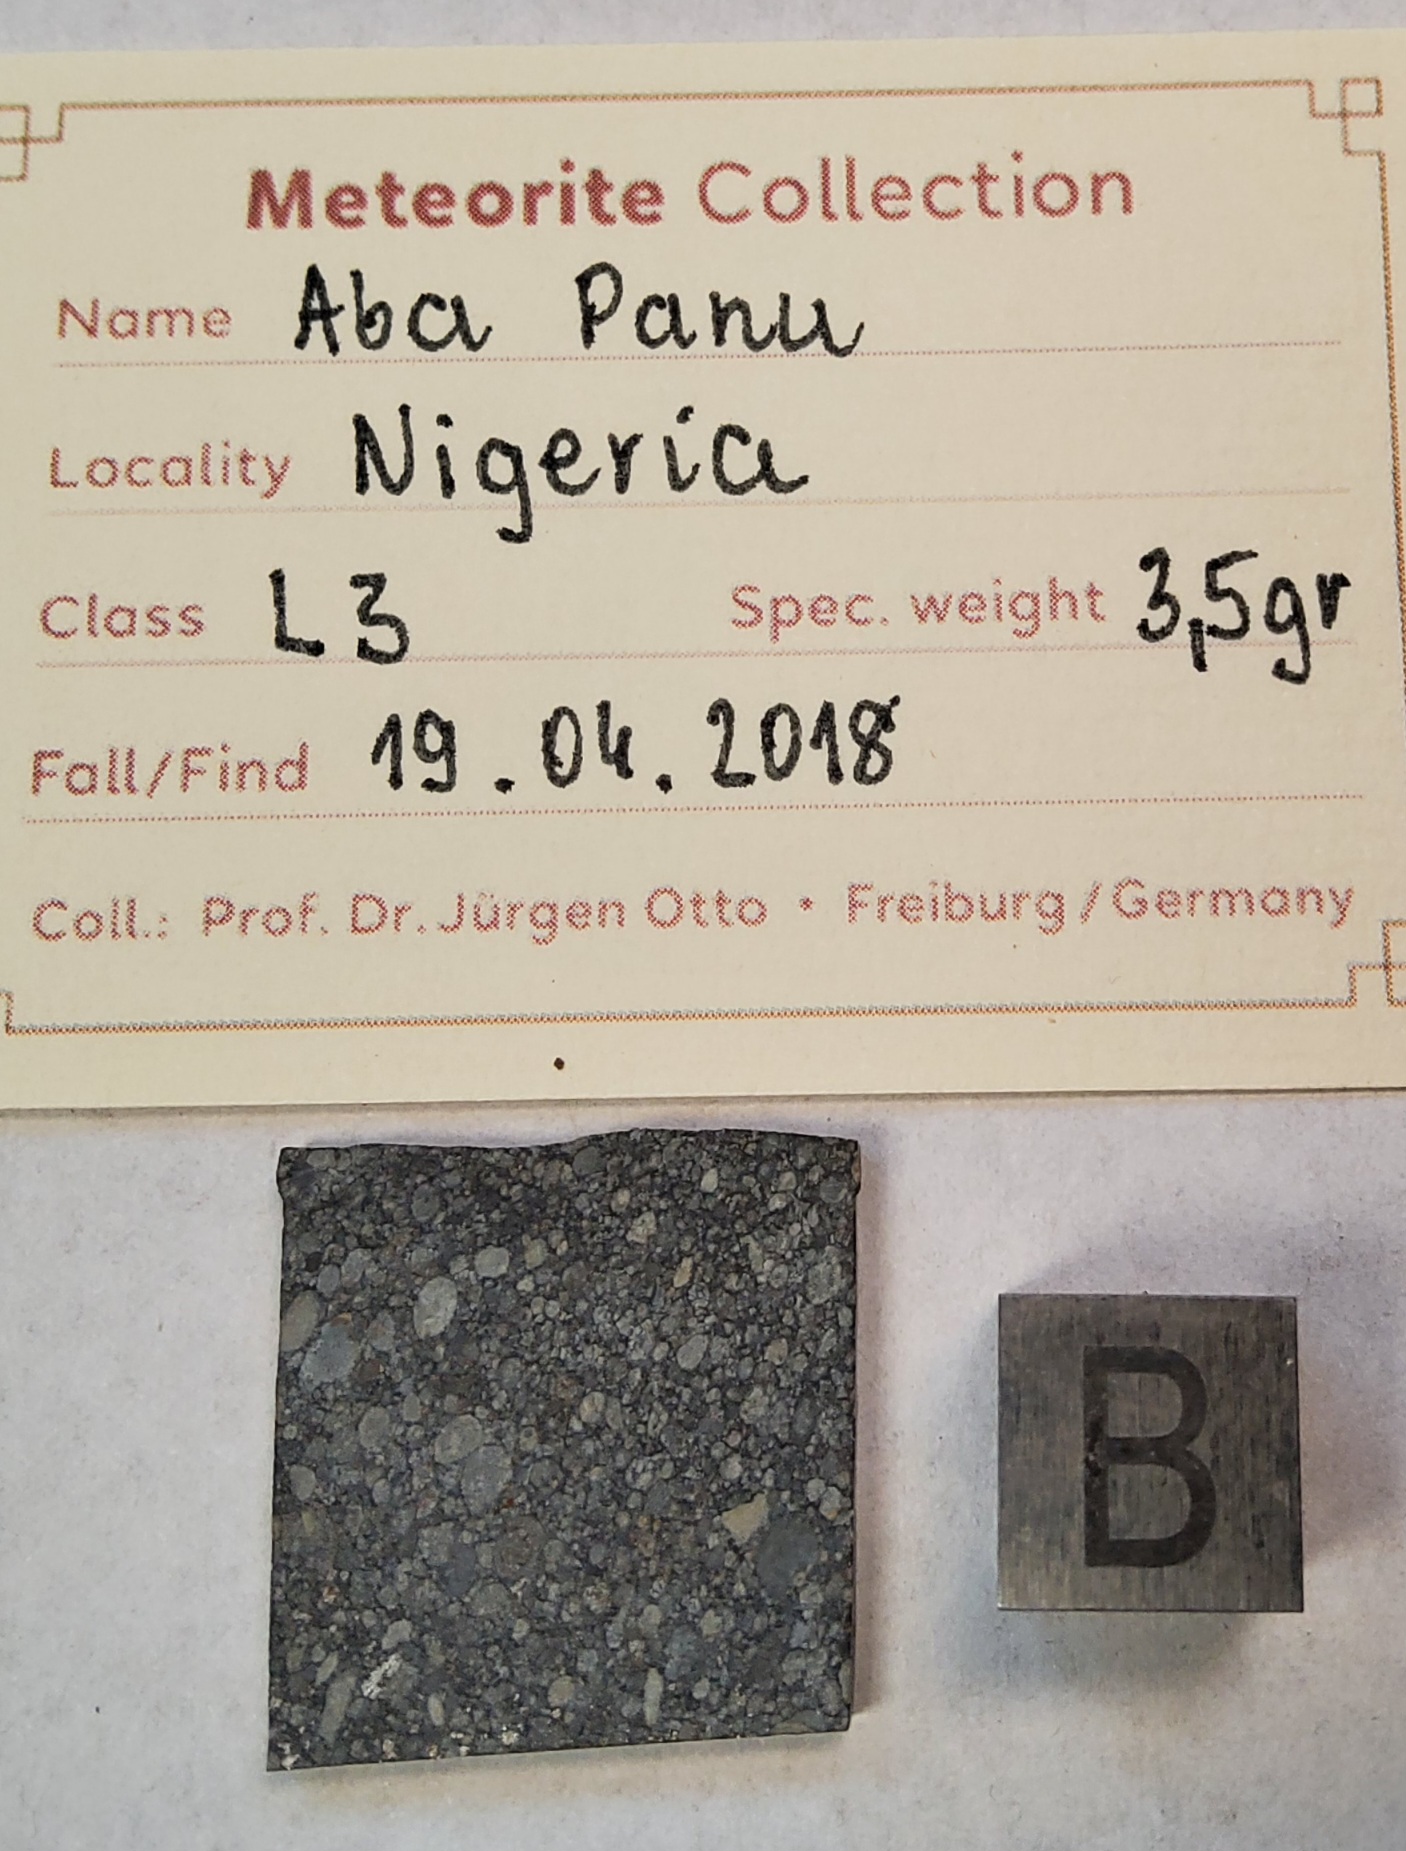 Meteorite Collection
Name Aba Panu
Locality Nigeria
Class L3 Spec. weight 3,5gr
Fall/Find 19.04.2018
Coll.: Prof. Dr. Jürgen Otto • Freiburg/Germany
B